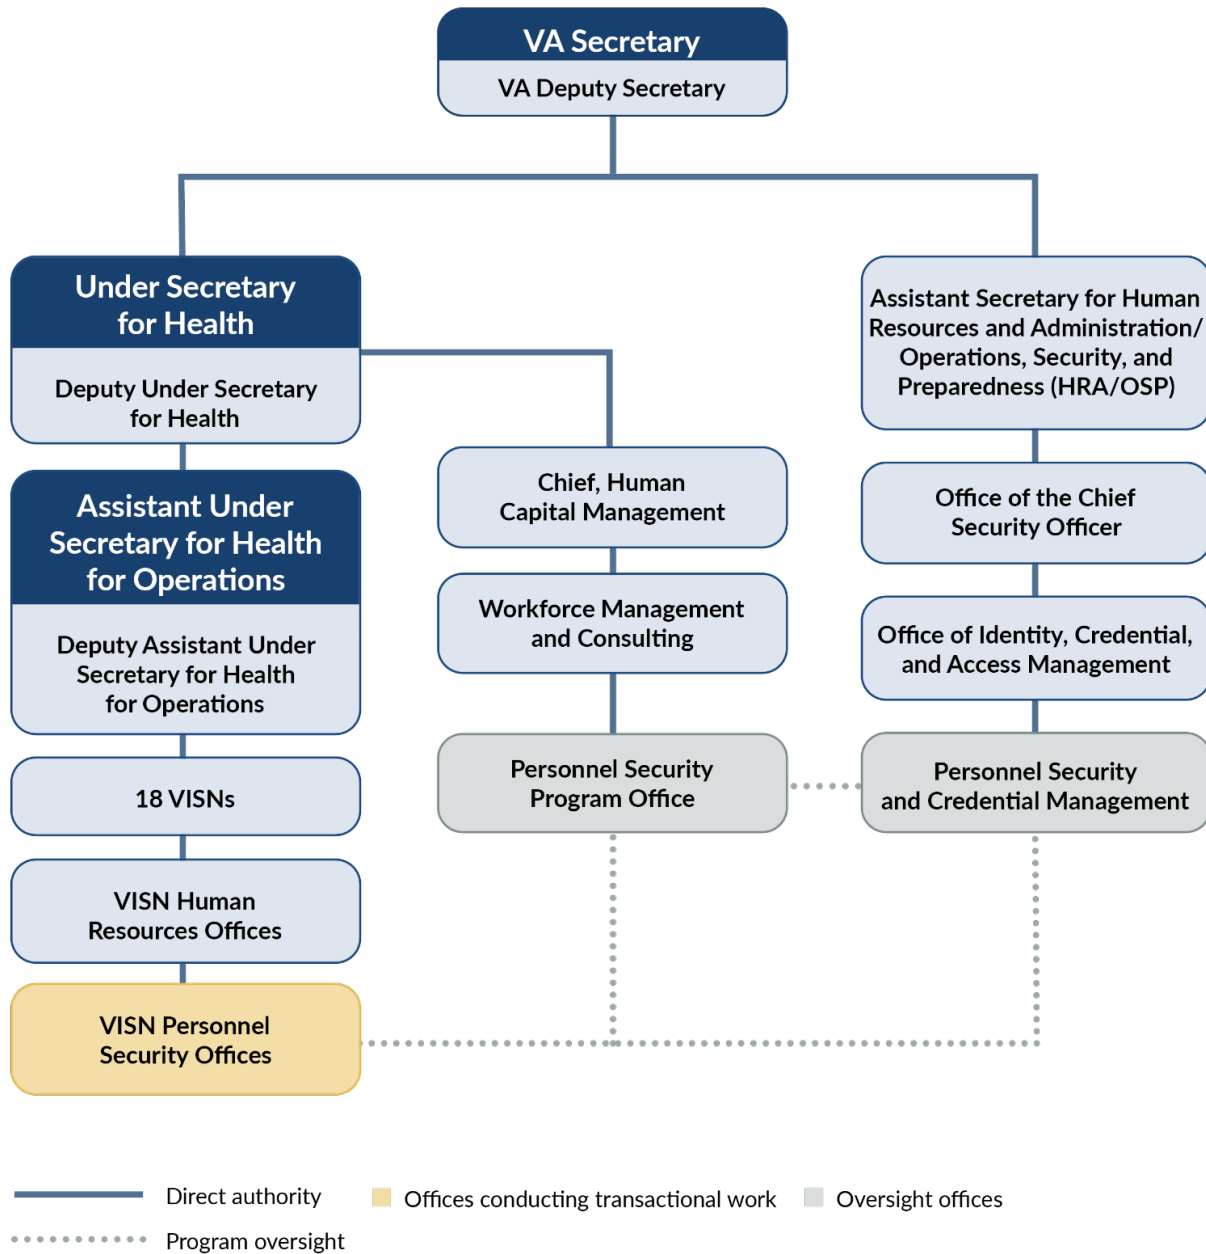 VA Secretary
VA Deputy Secretary
Under Secretary
for Health
Deputy Under Secretary
for Health
Assistant Under
Secretary for Health
for Operations
Deputy Assistant Under
Secretary for Health
for Operations
18 VISNs
VISN Human
Resources Offices
VISN Personnel
Security Offices
Chief, Human
Capital Management
Workforce Management
and Consulting
Personnel Security
Program Office
Assistant Secretary for Human
Resources and Administration/
Operations, Security, and
Preparedness (HRA/OSP)
Office of the Chief
Security Officer
Office of Identity, Credential,
and Access Management
Personnel Security
and Credential Management
Direct authority
Offices conducting transactional work
Oversight offices
Program oversight